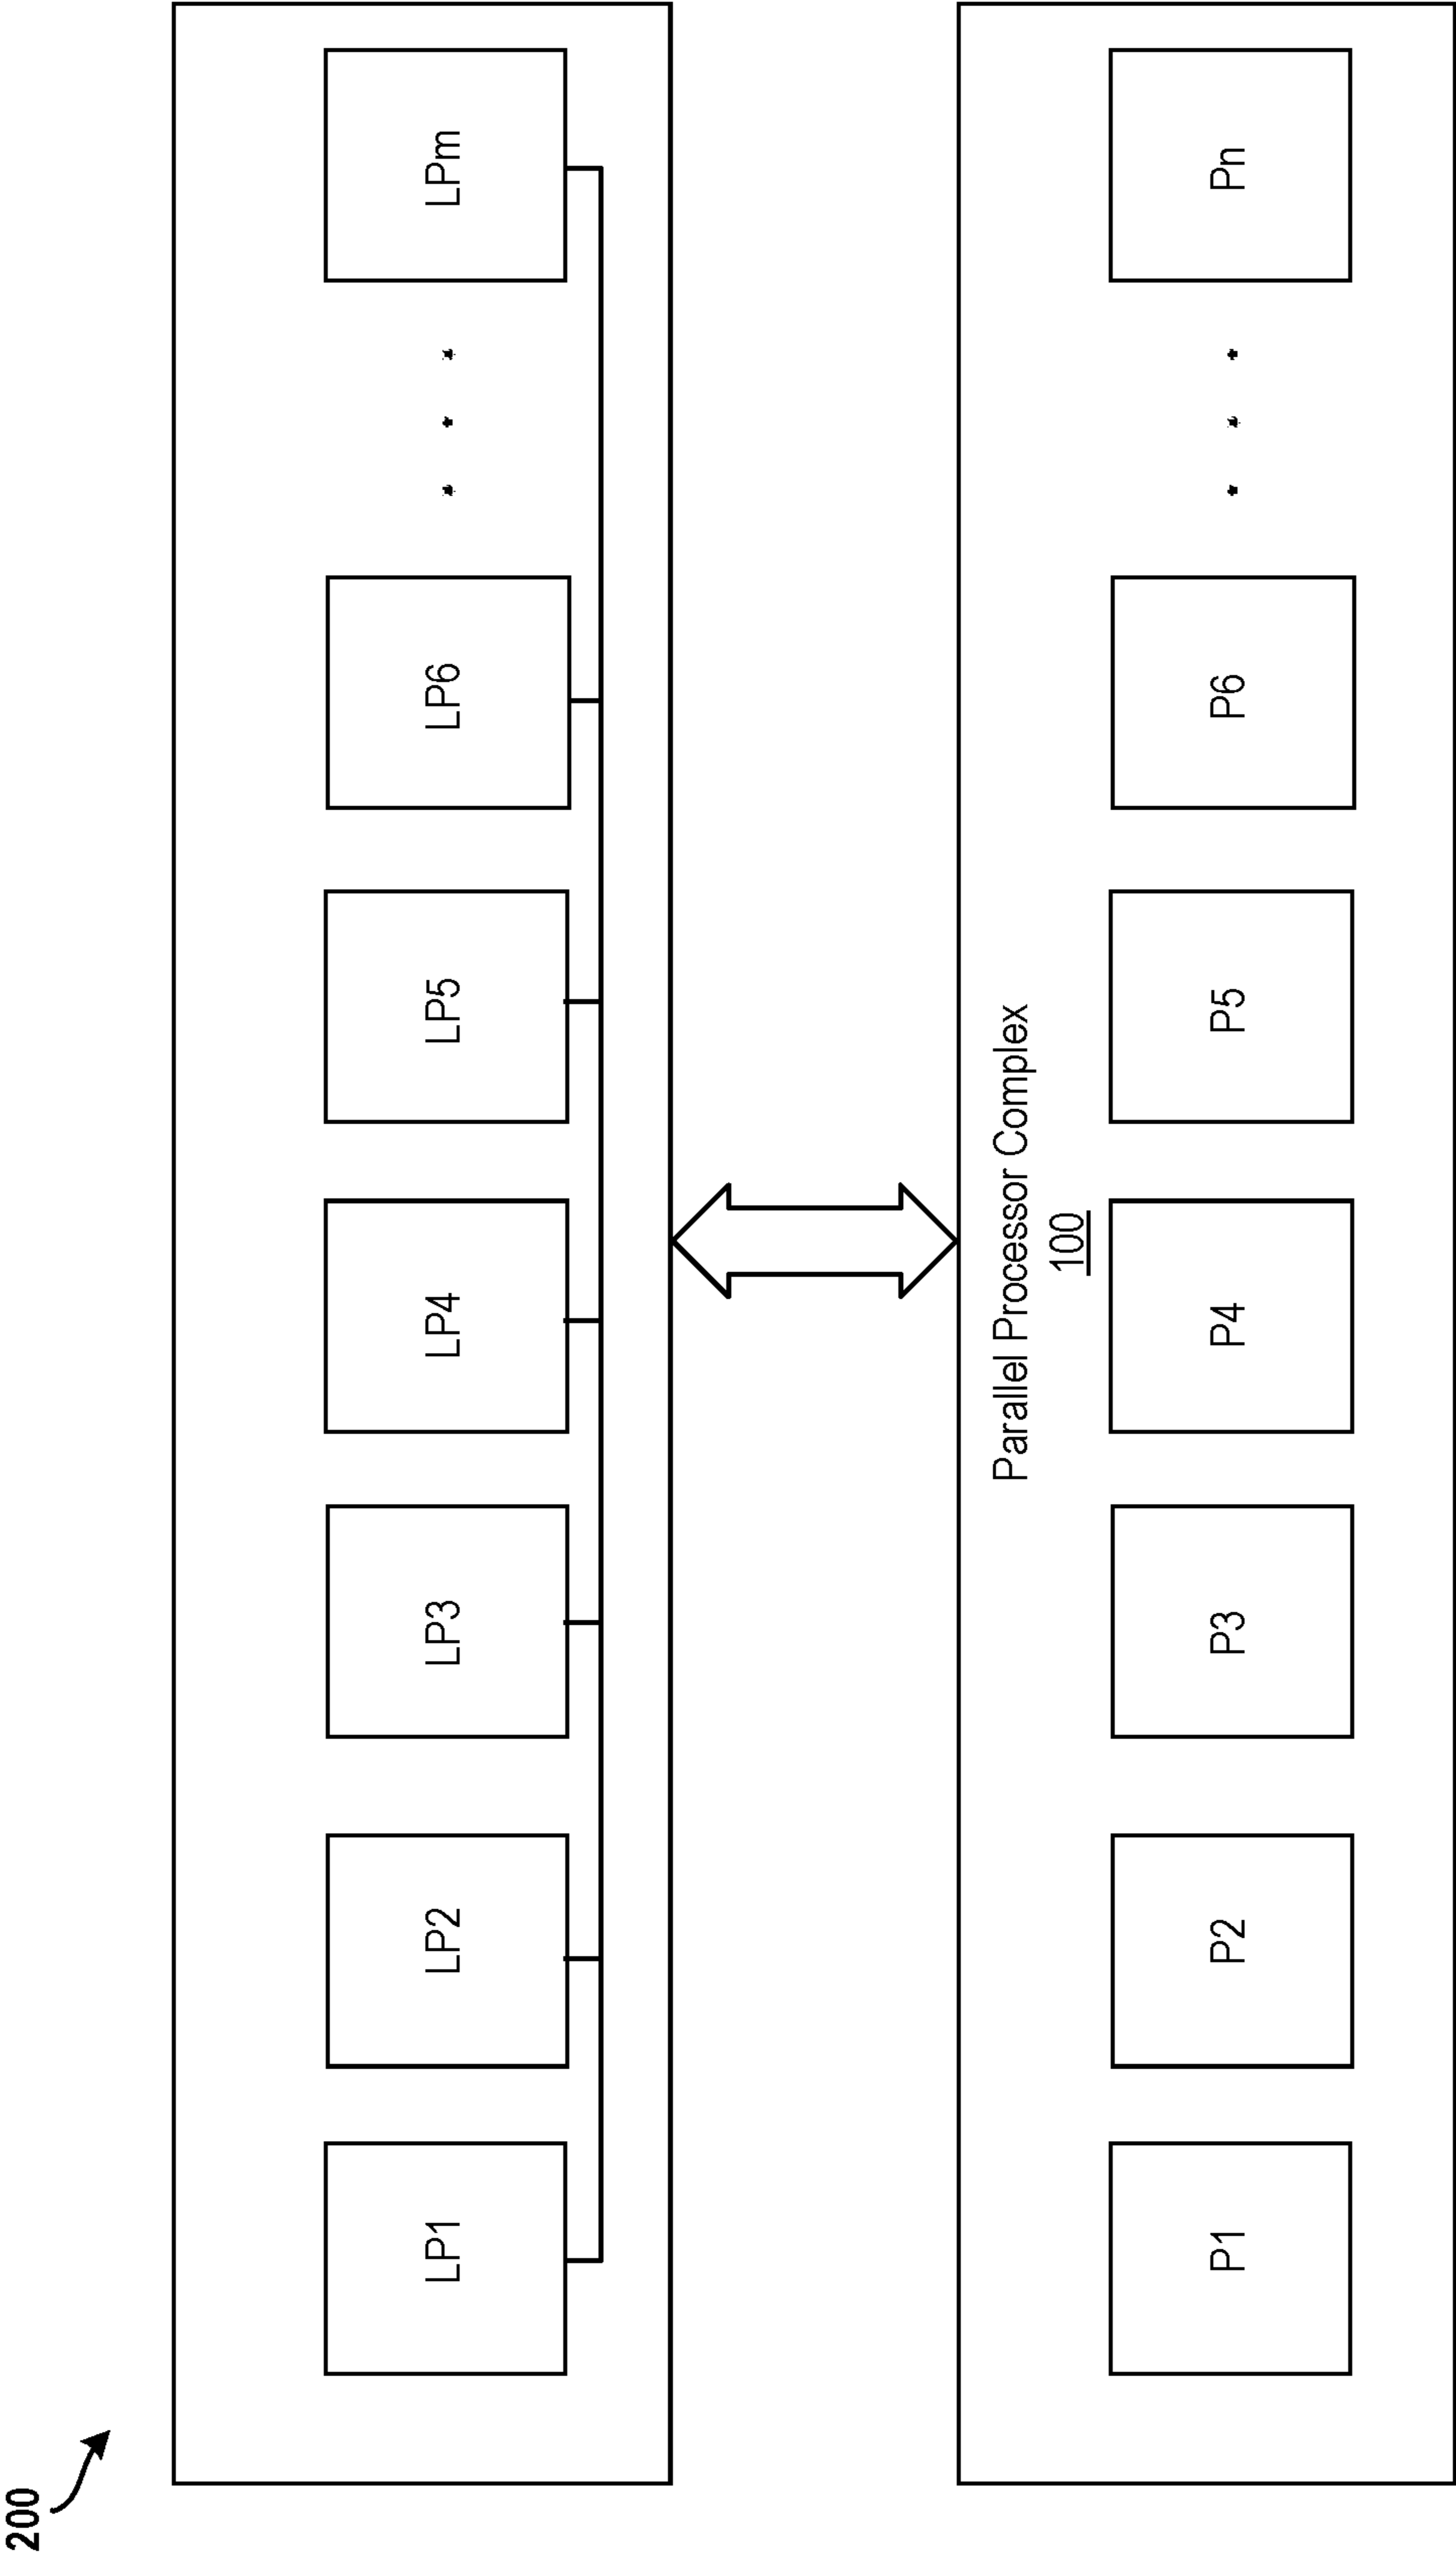 200
LP1 LP2 LP3 LP4 LP5 LP6 . . . LPm
Parallel Processor Complex
100
P1 P2 P3 P4 P5 P6 . . . Pn